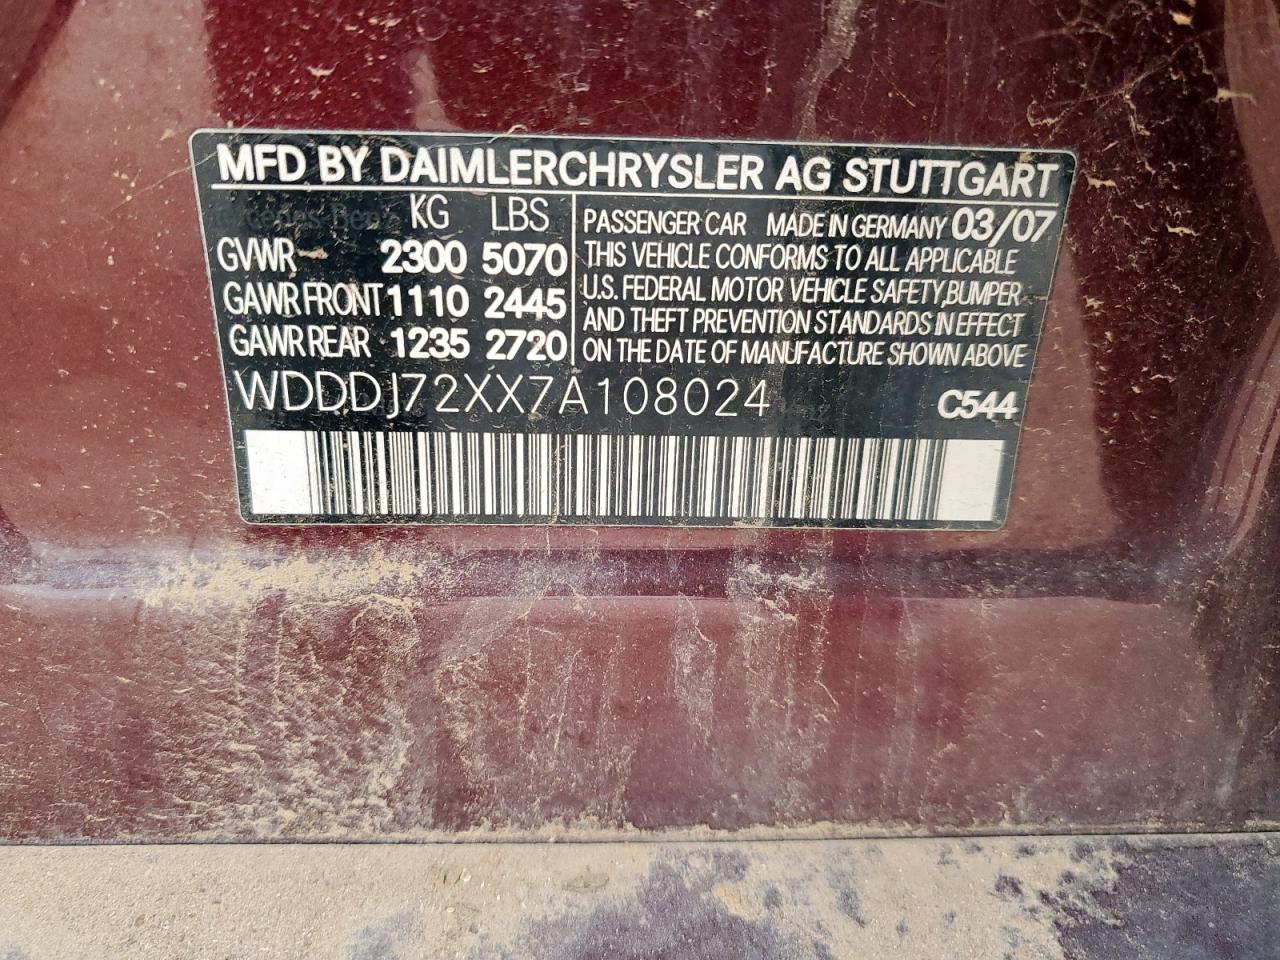 MFD BY DAIMLERCHRYSLER AG STUTTGART
KG LBS
GVWR 2300 5070
GAWR FRONT 1110 2445
GAWR REAR 1235 2720
PASSENGER CAR MADE IN GERMANY 03/07
THIS VEHICLE CONFORMS TO ALL APPLICABLE
U.S. FEDERAL MOTOR VEHICLE SAFETY, BUMPER
AND THEFT PREVENTION STANDARDS IN EFFECT
ON THE DATE OF MANUFACTURE SHOWN ABOVE
WDDDJ72XX7A108024 C544